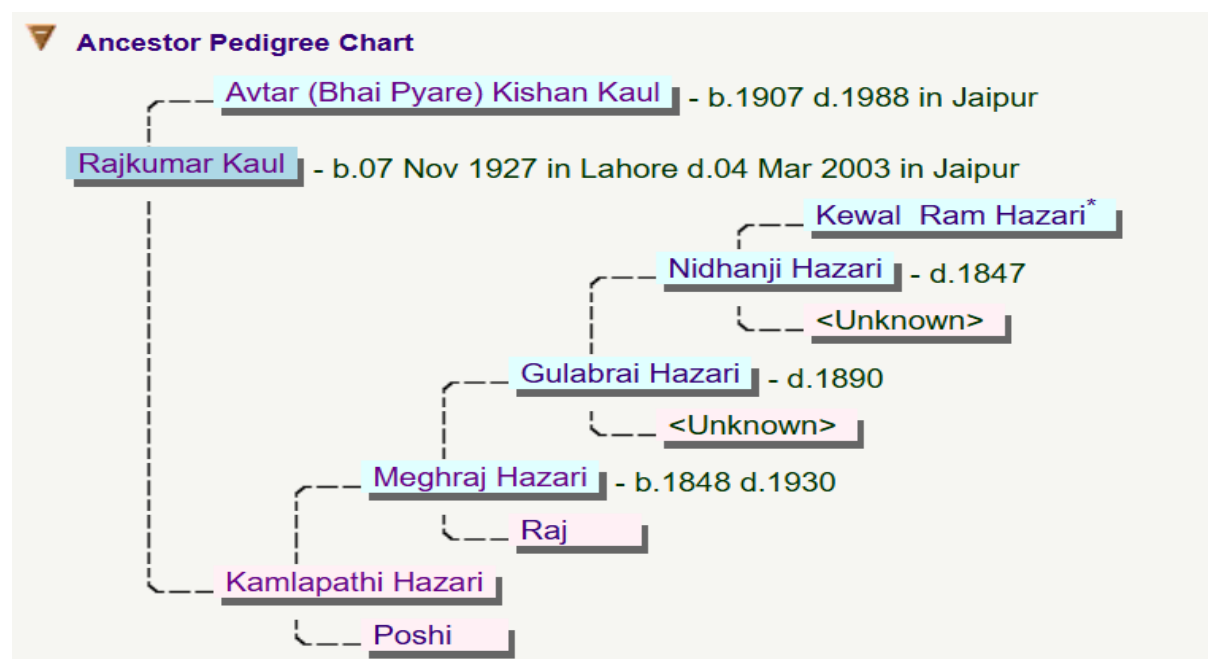 Ancestor Pedigree Chart
Avtar (Bhai Pyare) Kishan Kaul - b.1907 d.1988 in Jaipur
Rajkumar Kaul - b.07 Nov 1927 in Lahore d.04 Mar 2003 in Jaipur
Kewal Ram Hazari*
Nidhanji Hazari - d.1847
<Unknown>
Gulabrai Hazari - d.1890
<Unknown>
Meghraj Hazari - b.1848 d.1930
Raj
Kamlapathi Hazari
Poshi